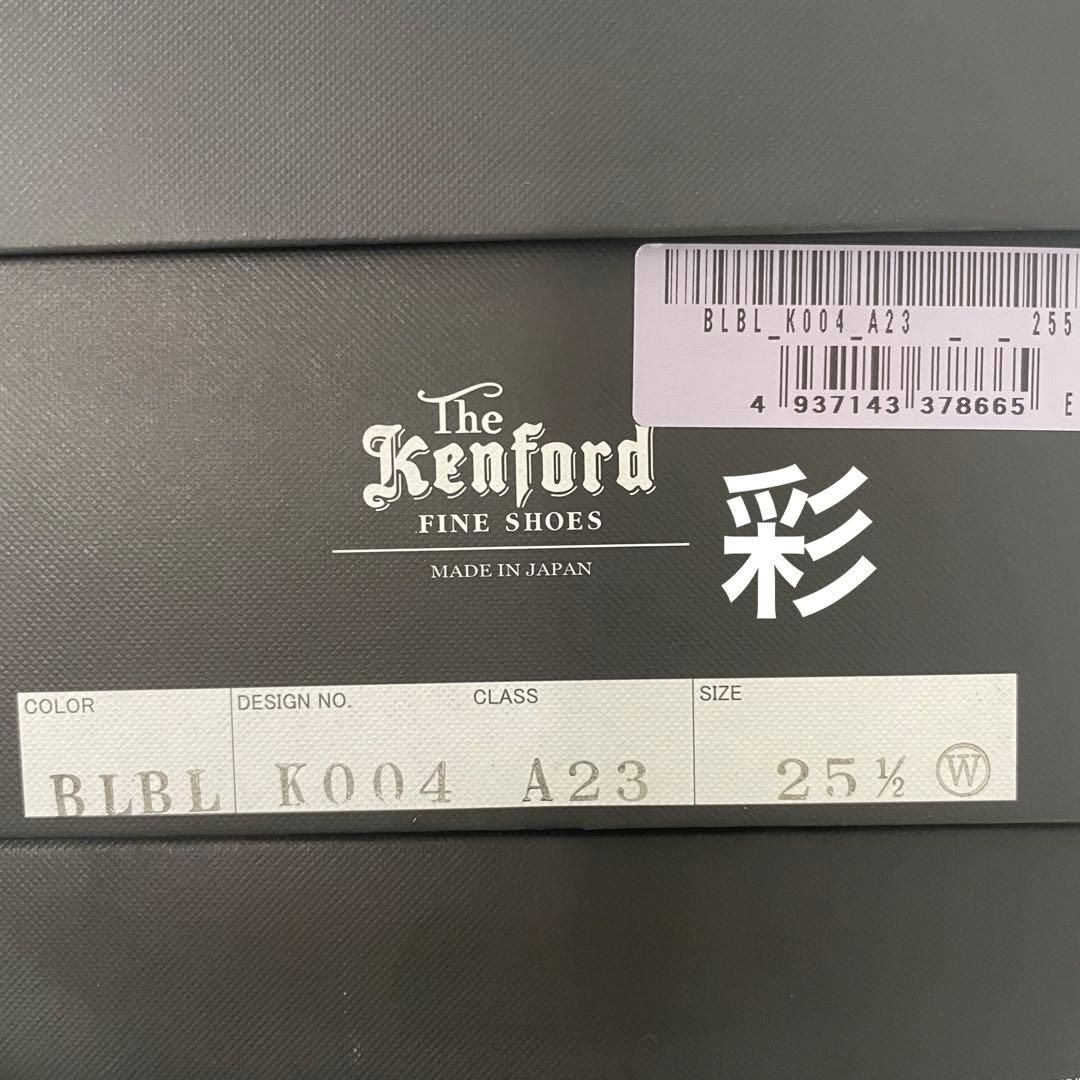 BLBL_K004_A23 _ _ 255
4 937143 378665 E
The
Kenford
FINE SHOES
MADE IN JAPAN
彩
COLOR DESIGN NO. CLASS SIZE
BLBL K004 A23 25½ Ⓦ